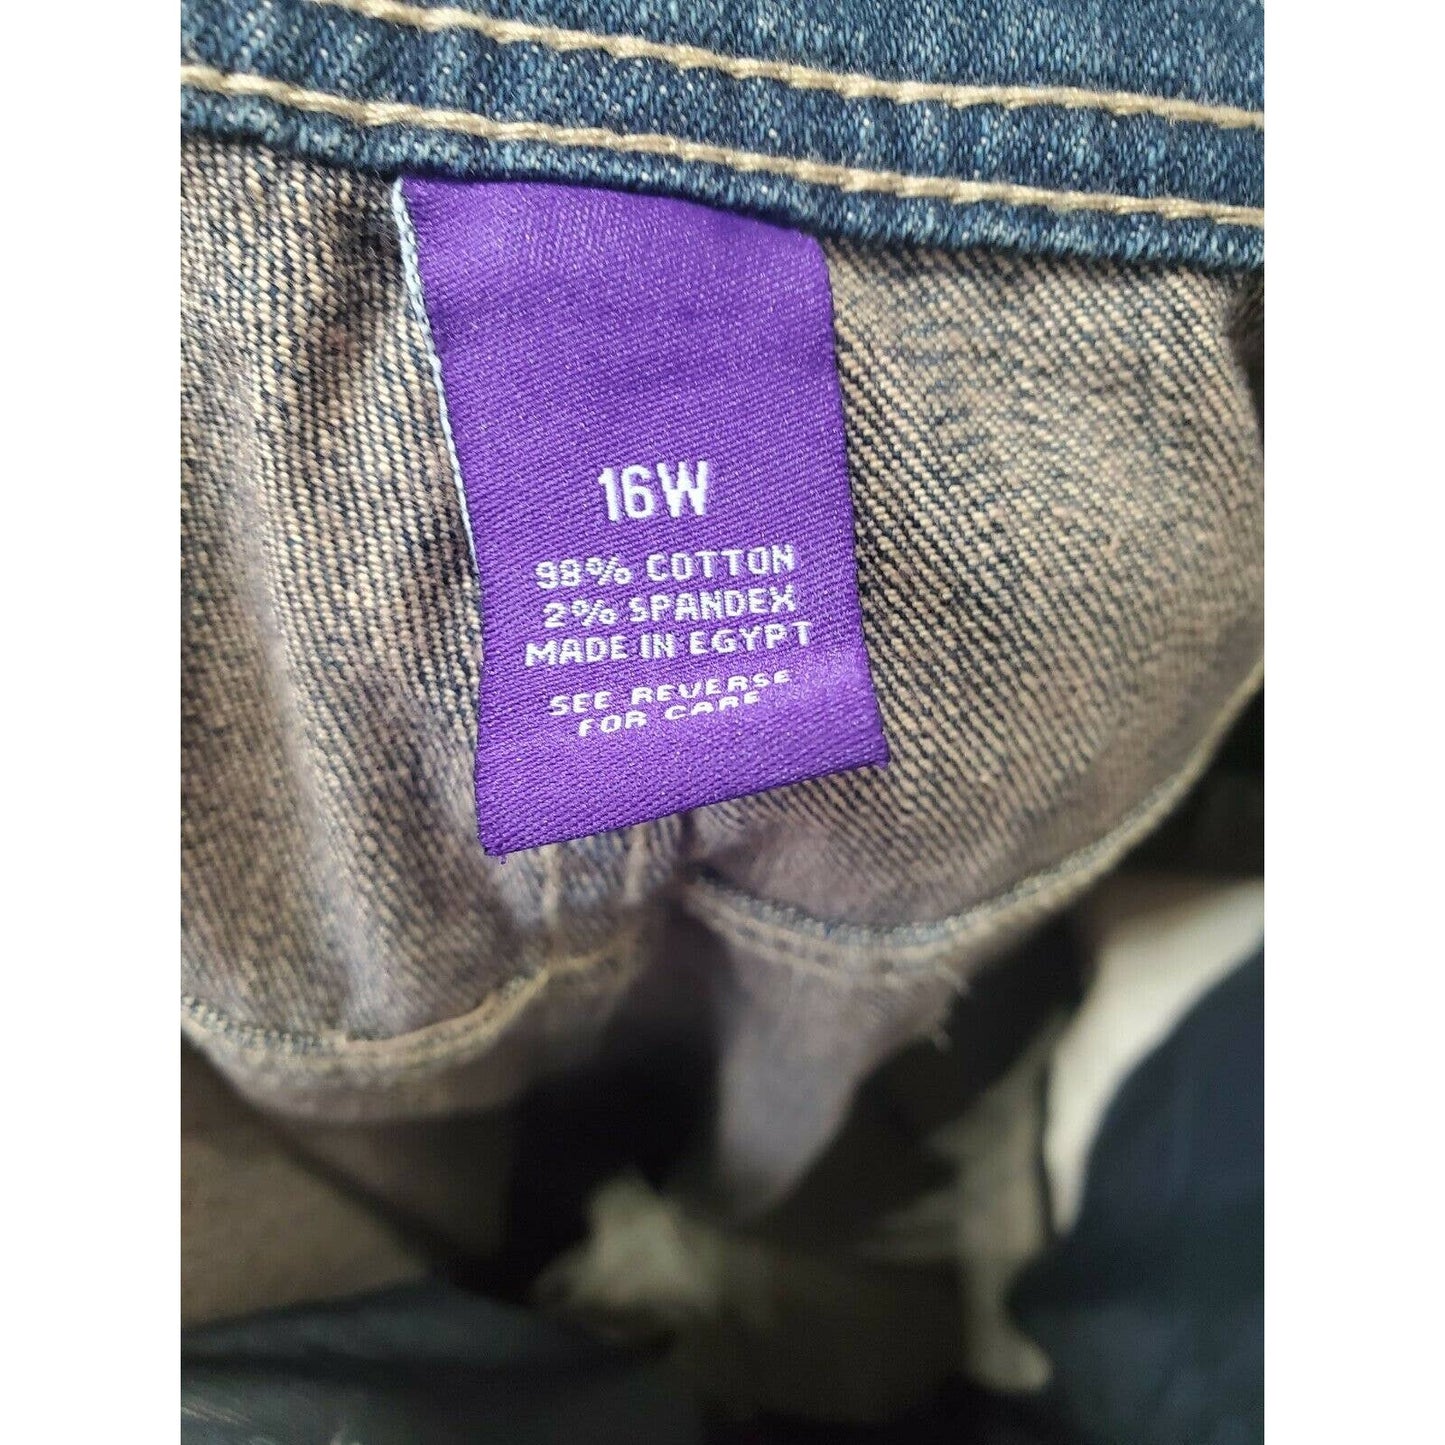 16W
98% COTTON
2% SPANDEX
MADE IN EGYPT
SEE REVERSE
FOR CARE